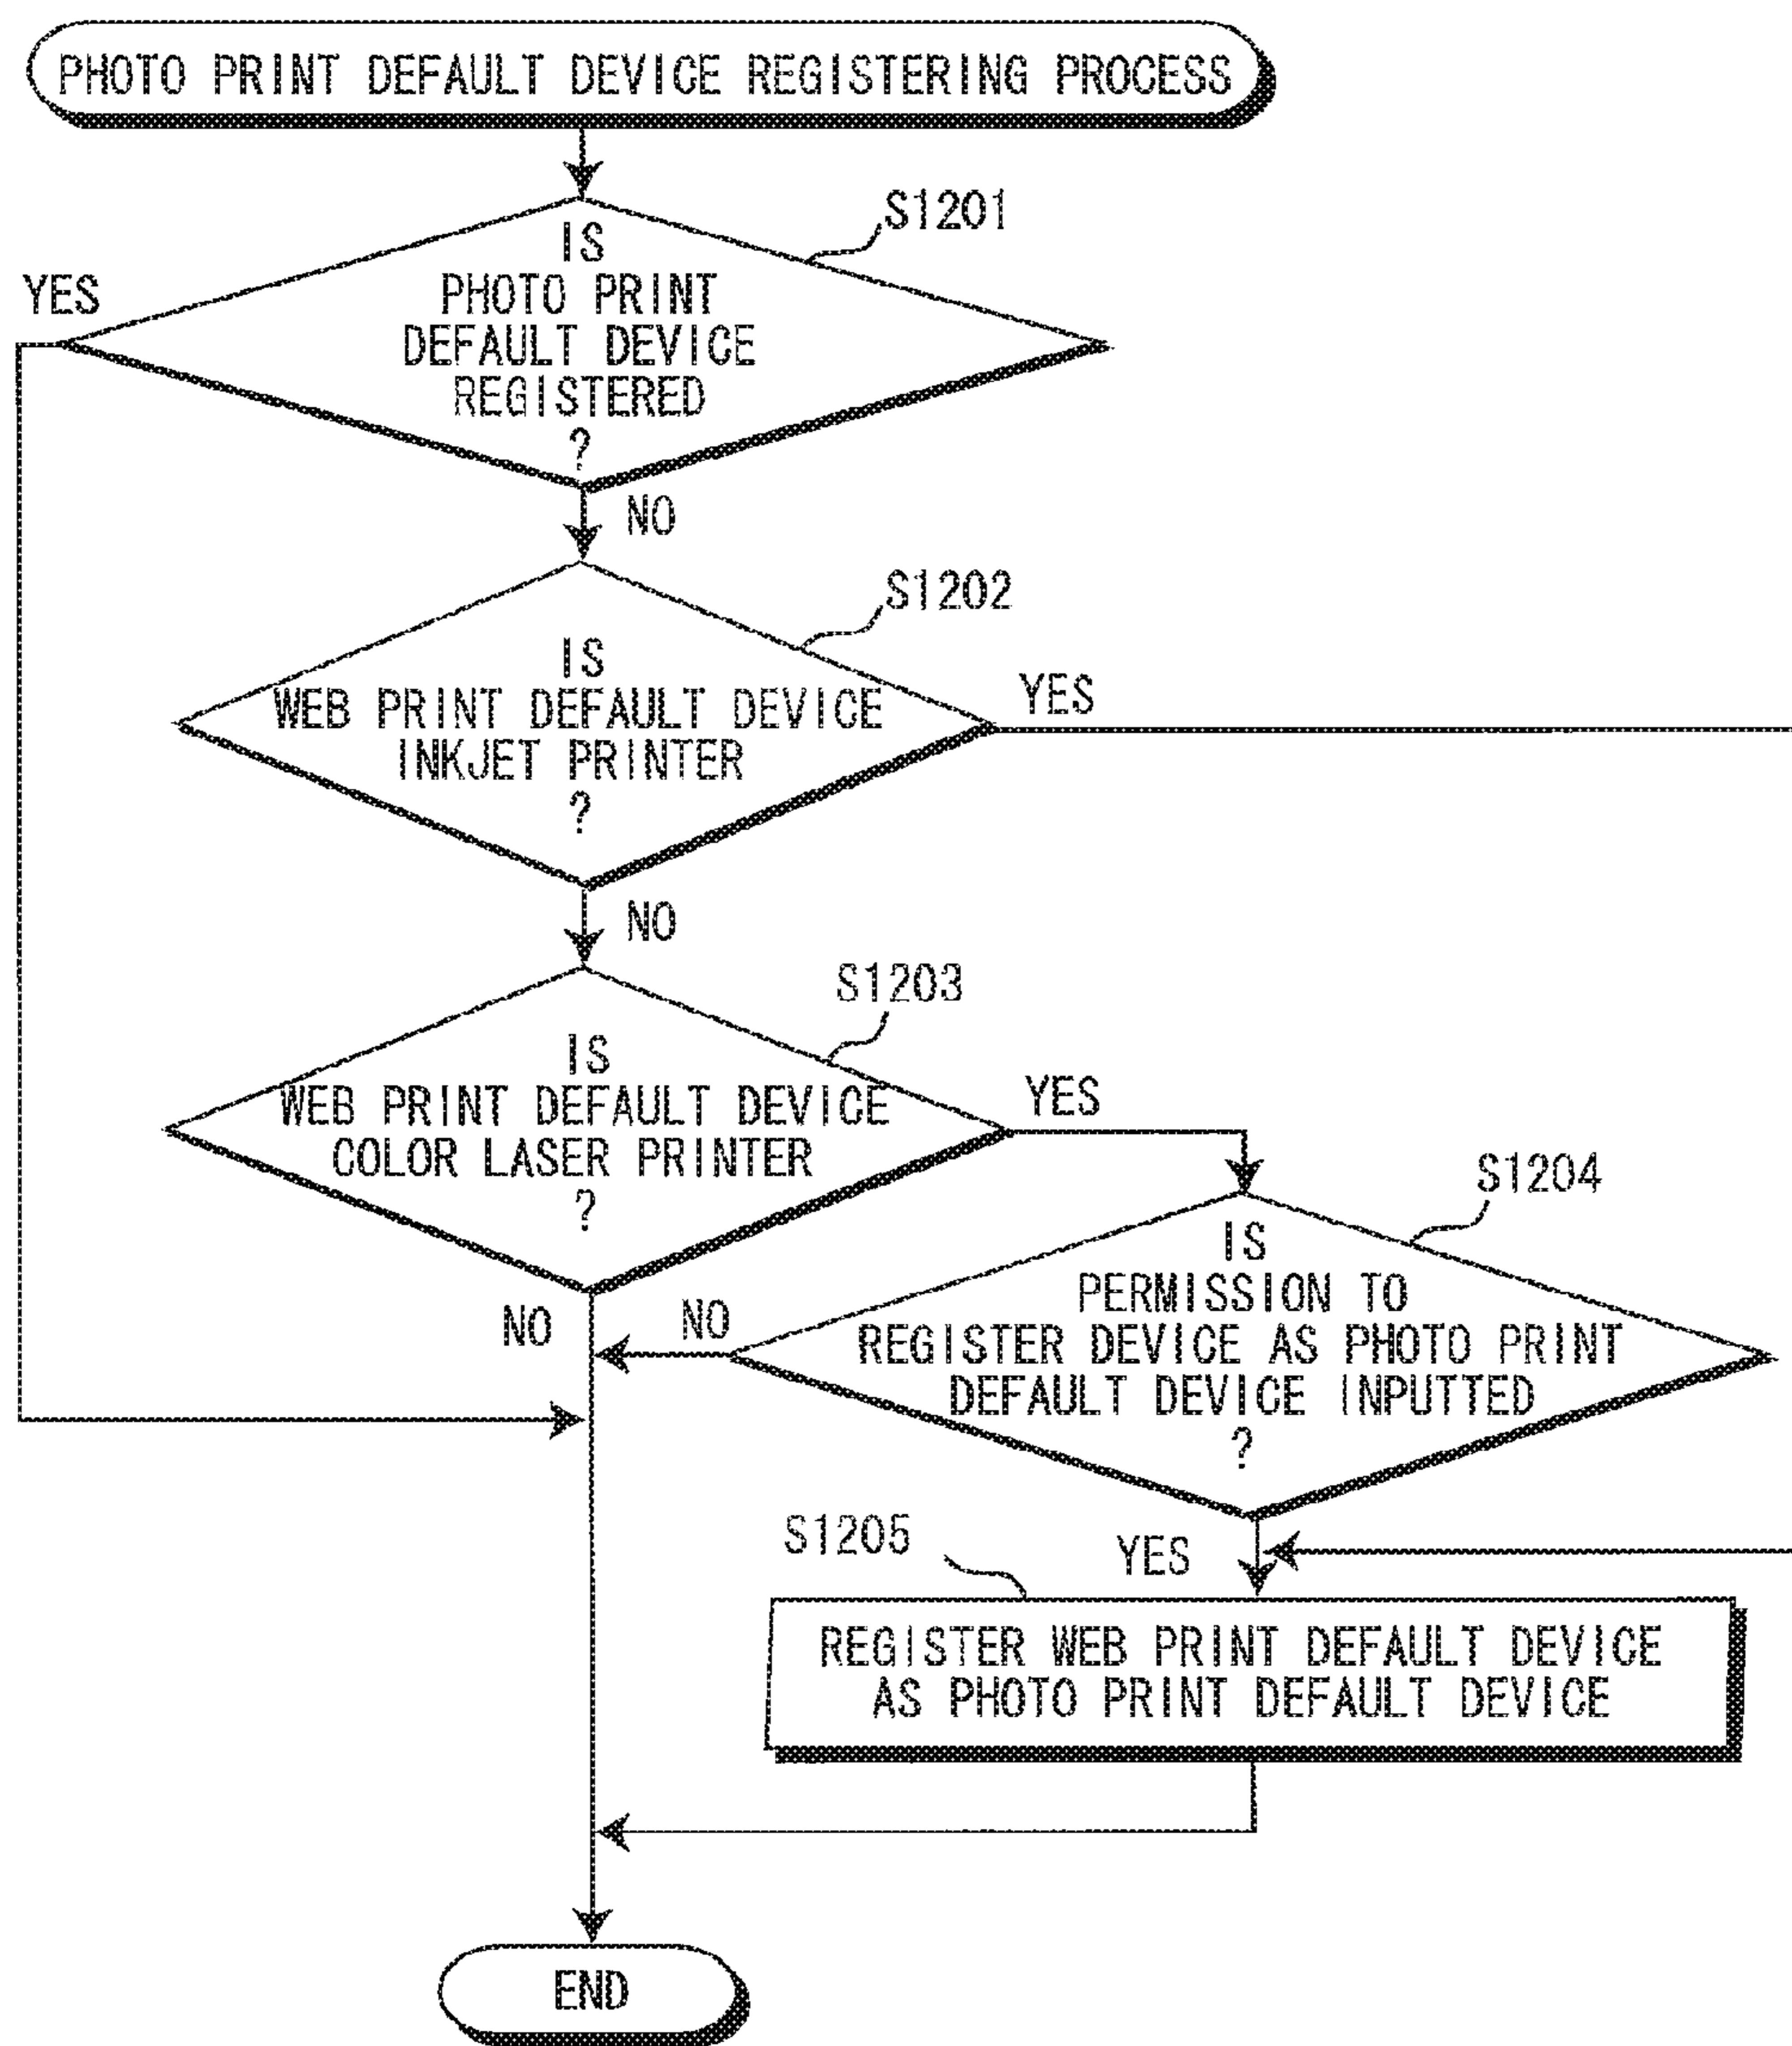 PHOTO PRINT DEFAULT DEVICE REGISTERING PROCESS
S1201
IS
PHOTO PRINT
DEFAULT DEVICE
REGISTERED
?
YES
NO
S1202
IS
WEB PRINT DEFAULT DEVICE
INKJET PRINTER
?
YES
NO
S1203
IS
WEB PRINT DEFAULT DEVICE
COLOR LASER PRINTER
?
YES
NO
S1204
IS
PERMISSION TO
REGISTER DEVICE AS PHOTO PRINT
DEFAULT DEVICE INPUTTED
?
NO
YES
S1205
REGISTER WEB PRINT DEFAULT DEVICE
AS PHOTO PRINT DEFAULT DEVICE
END